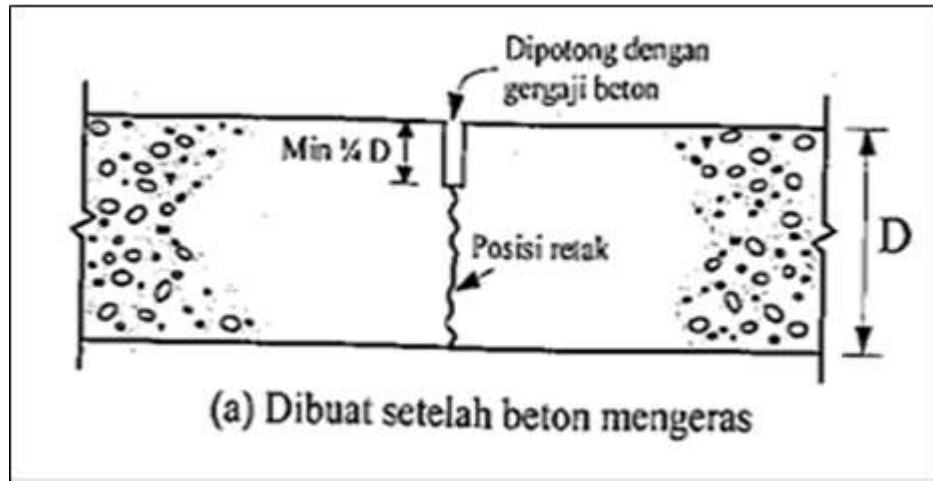 Dipotong dengan
gergaji beton
Min ¼ D
Posisi retak
D
(a) Dibuat setelah beton mengeras